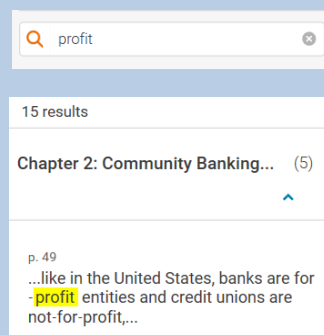 profit
15 results
Chapter 2: Community Banking... (5)
p. 49
...like in the United States, banks are for
-profit entities and credit unions are
not-for-profit,...